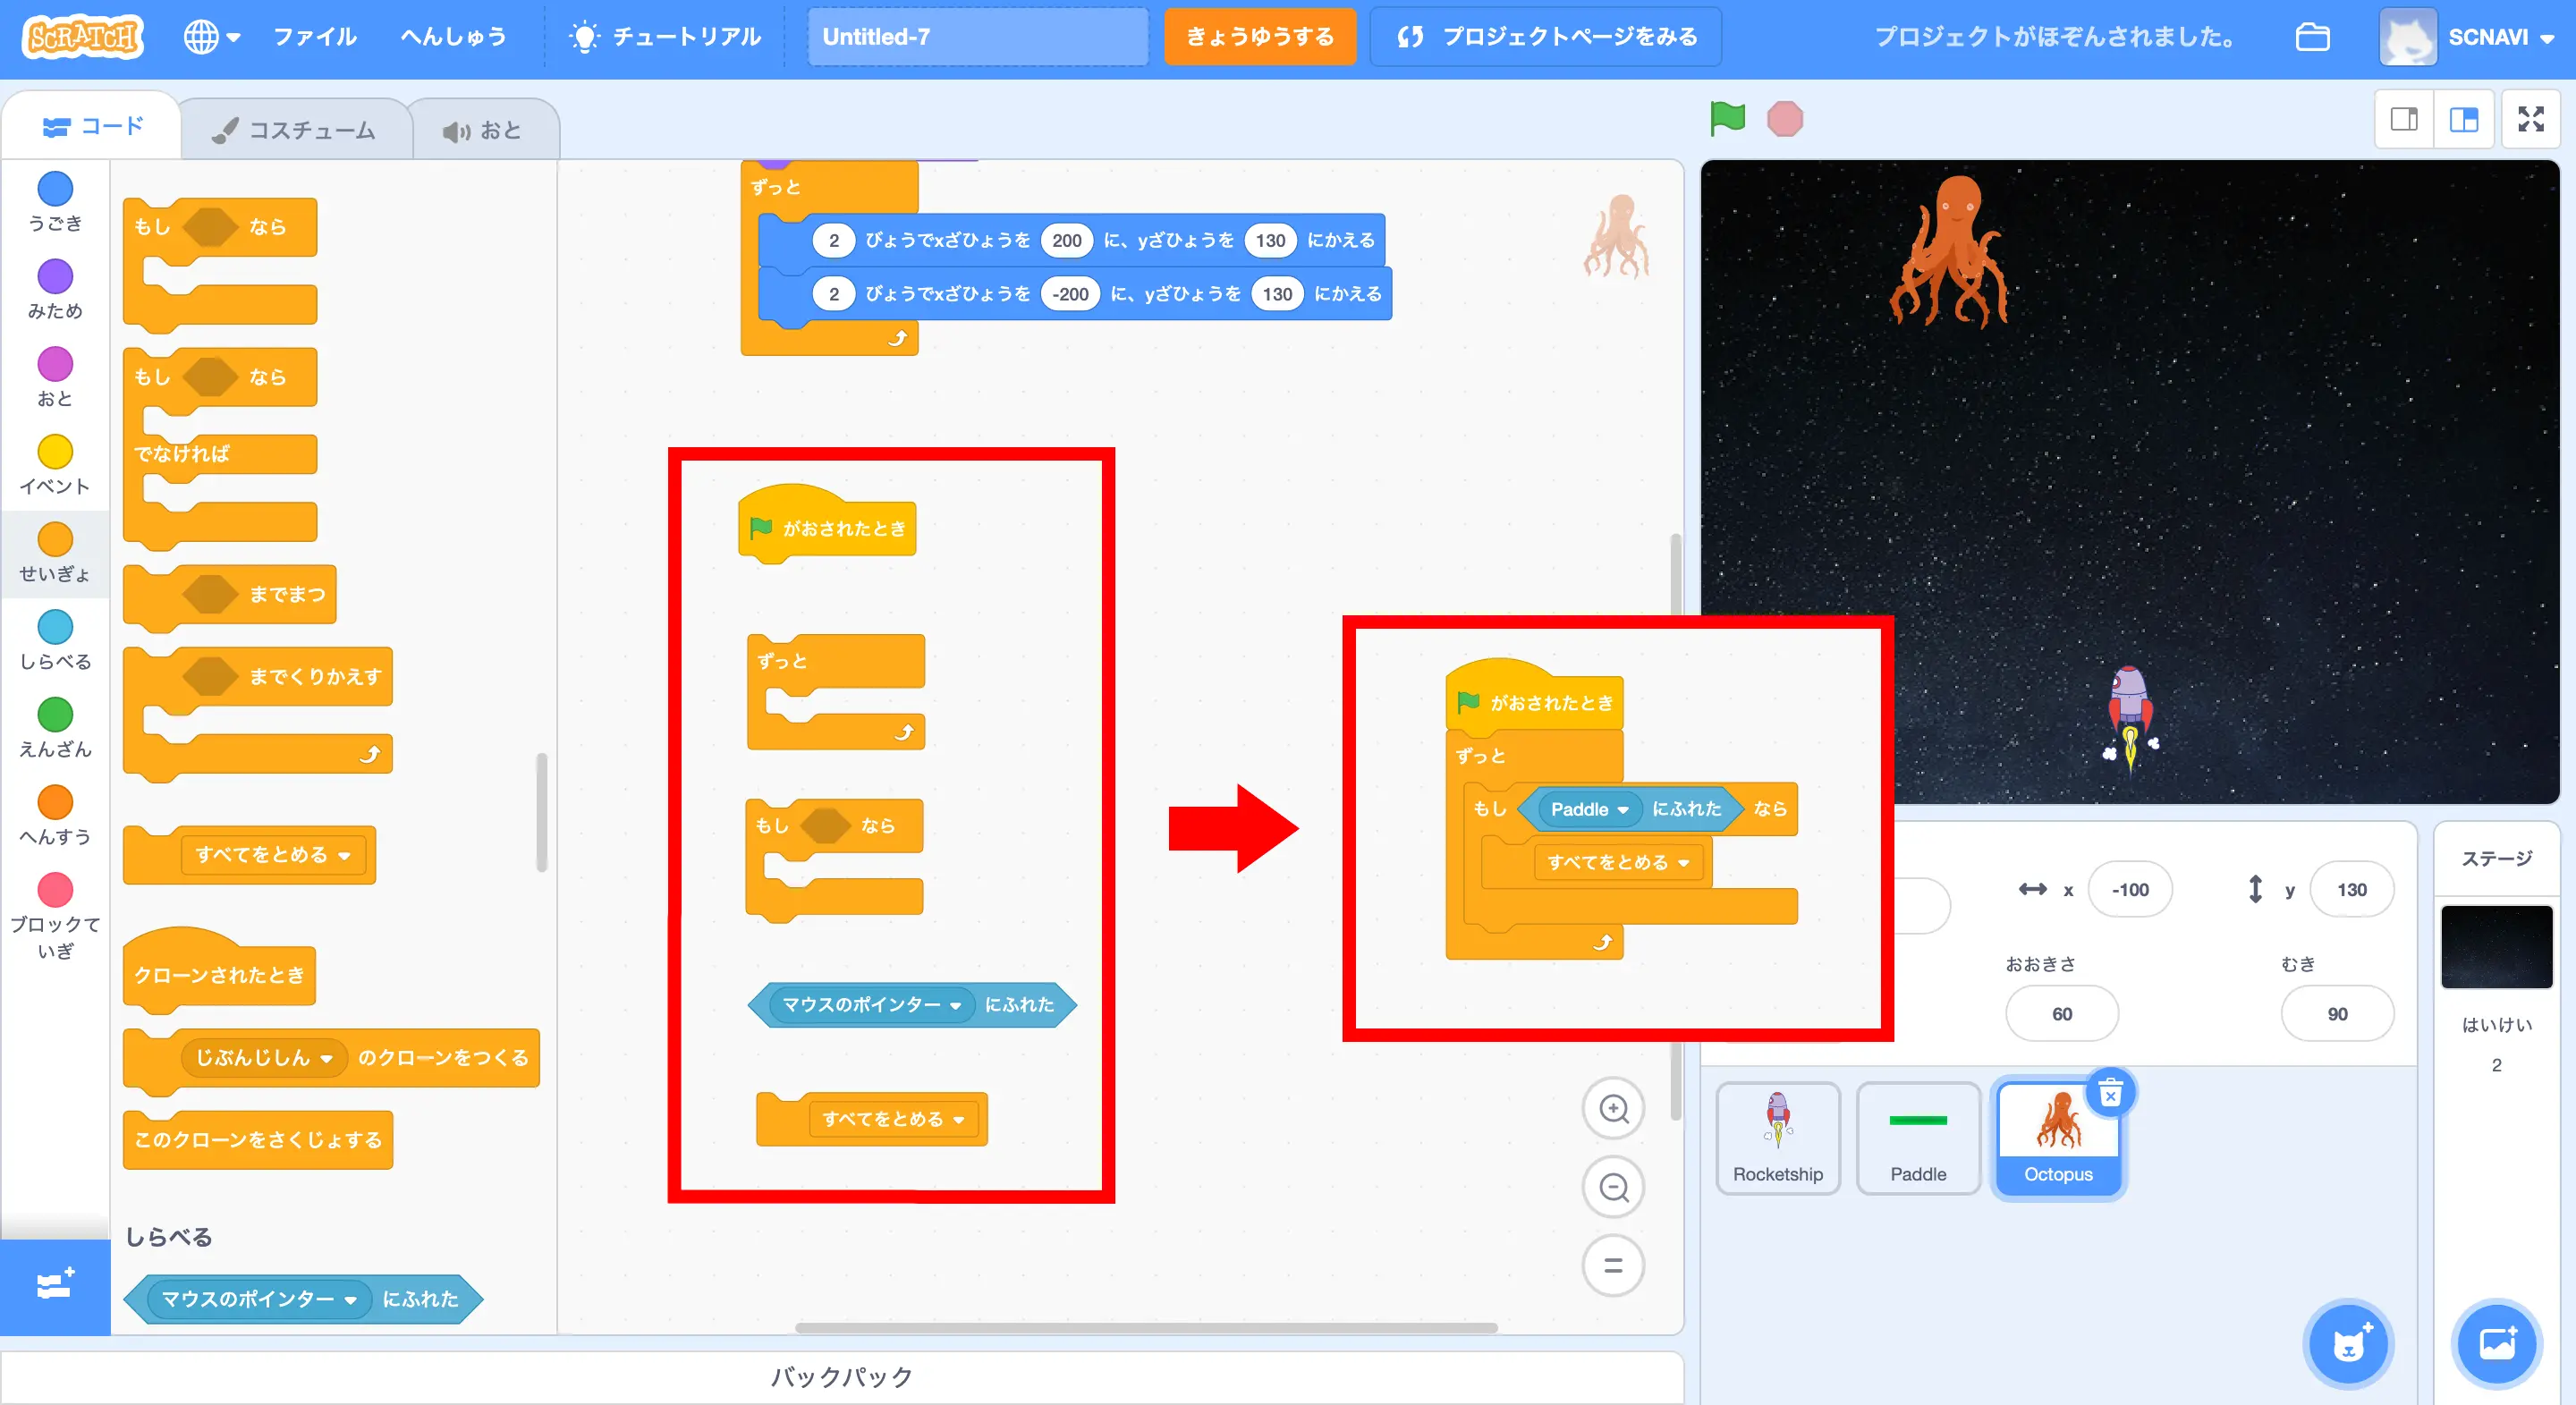 SCRATCH
ファイル
へんしゅう
チュートリアル
Untitled-7
きょうゆうする
プロジェクトページをみる
プロジェクトがほぞんされました。
SCNAVI
コード
コスチューム
おと
うごき
みため
おと
イベント
せいぎょ
しらべる
えんざん
へんすう
ブロックて
いぎ
もし なら
もし なら
でなければ
までまつ
までくりかえす
すべてをとめる
クローンされたとき
じぶんじしん のクローンをつくる
このクローンをさくじょする
しらべる
マウスのポインター にふれた
ずっと
2 びょうでxざひょうを 200 に、yざひょうを 130 にかえる
2 びょうでxざひょうを -200 に、yざひょうを 130 にかえる
がおされたとき
ずっと
もし なら
マウスのポインター にふれた
すべてをとめる
がおされたとき
ずっと
もし Paddle にふれた なら
すべてをとめる
x -100 y 130
おおきさ むき
60 90
Rocketship
Paddle
Octopus
ステージ
はいけい
2
バックパック